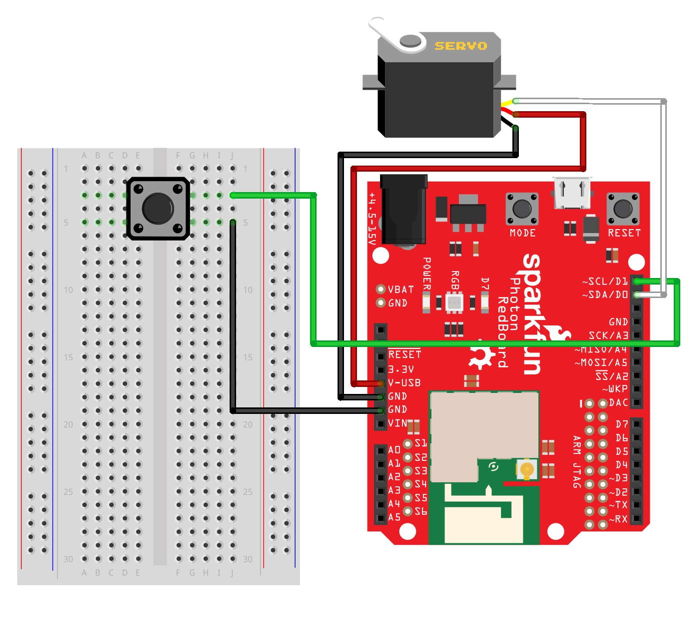 SERVO
A B C D E F G H I J
1 1
5 5
10 10
15 15
20 20
25 25
30 30
A B C D E F G H I J
+4.5-15V
MODE
RESET
VBAT
GND
POWER
RGB
D7
sparkfun
Photon
RedBoard
~SCL/D1
~SDA/D0
GND
SCK/A3
~MISO/A4
~MOSI/A5
SS/A2
~WKP
DAC
RESET
3.3V
V-USB
GND
GND
VIN
A0
A1
A2
A3
A4
A5
S1
S2
S3
S4
S5
S6
1
ARM JTAG
D7
D6
D5
D4
~D3
~D2
~TX
~RX